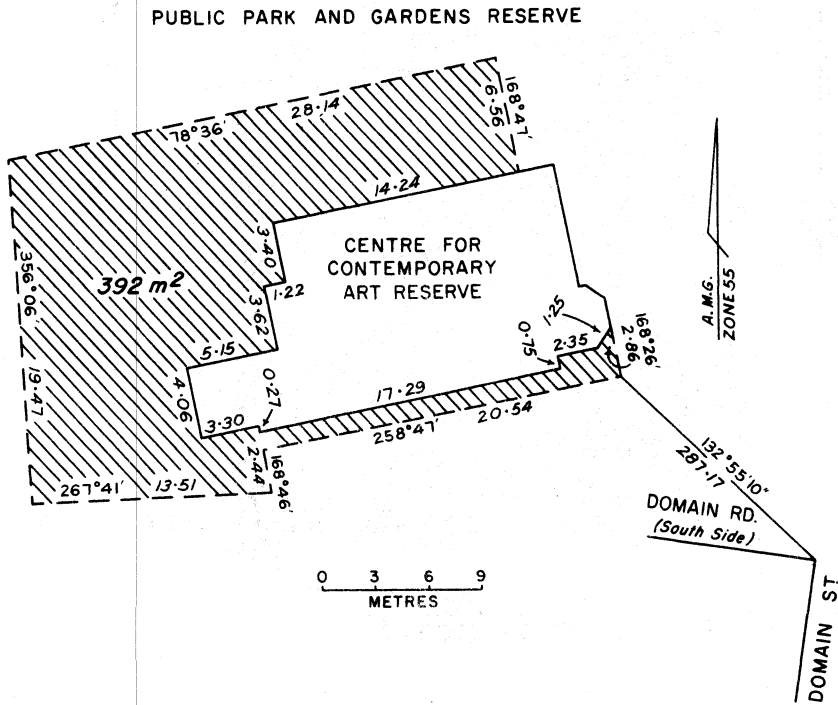 PUBLIC PARK AND GARDENS RESERVE
168°47'
6·56
28·14
78°36'
14·24
3·40
CENTRE FOR
CONTEMPORARY
ART RESERVE
356°06'
392 m²
1·22
3·62
A.M.G.
ZONE 55
1·25
0·75
2·35
168°26'
2·86
5·15
19·47
4·06
0·27
17·29
3·30
20·54
258°47'
2·44
168°46'
267°41'
13·51
132°55'10"
287·17
DOMAIN RD.
(South Side)
0 3 6 9
METRES
DOMAIN ST.